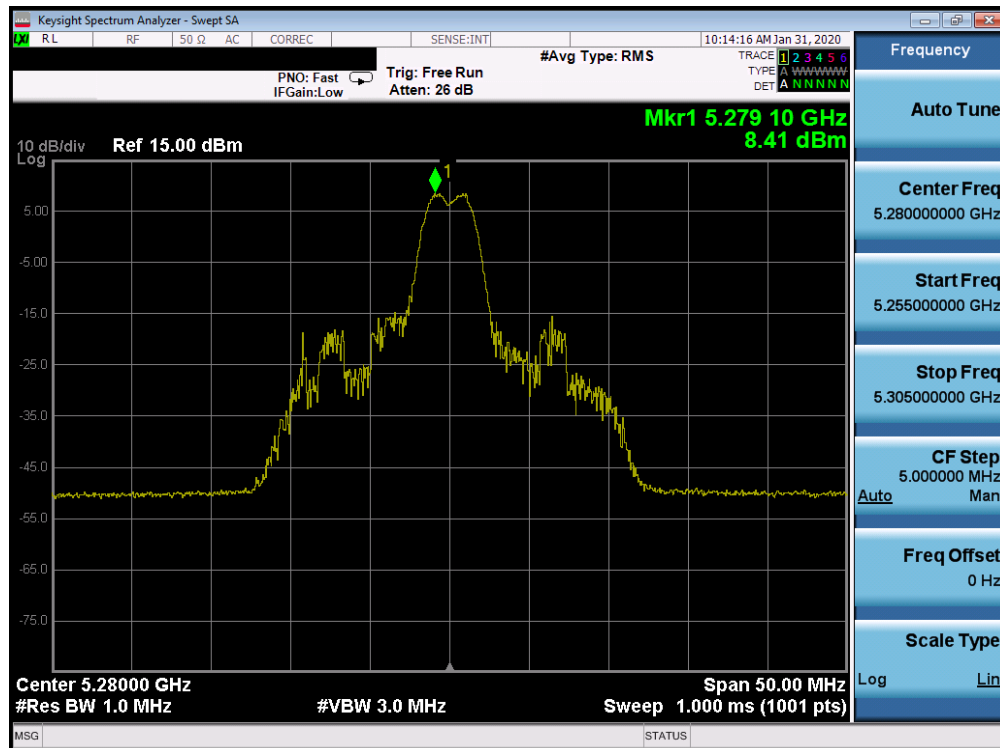 Keysight Spectrum Analyzer - Swept SA
LXI RL RF 50 Ω AC CORREC SENSE:INT 10:14:16 AM Jan 31, 2020
PNO: Fast
IFGain:Low
Trig: Free Run
Atten: 26 dB
#Avg Type: RMS
TRACE 1 2 3 4 5 6
TYPE A WWWWW
DET A N N N N N
Mkr1 5.279 10 GHz
8.41 dBm
10 dB/div
Log
Ref 15.00 dBm
1
5.00
-5.00
-15.0
-25.0
-35.0
-45.0
-55.0
-65.0
-75.0
Center 5.28000 GHz
#Res BW 1.0 MHz
#VBW 3.0 MHz
Span 50.00 MHz
Sweep 1.000 ms (1001 pts)
MSG
STATUS
Frequency
Auto Tune
Center Freq
5.280000000 GHz
Start Freq
5.255000000 GHz
Stop Freq
5.305000000 GHz
CF Step
5.000000 MHz
Auto Man
Freq Offset
0 Hz
Scale Type
Log Lin